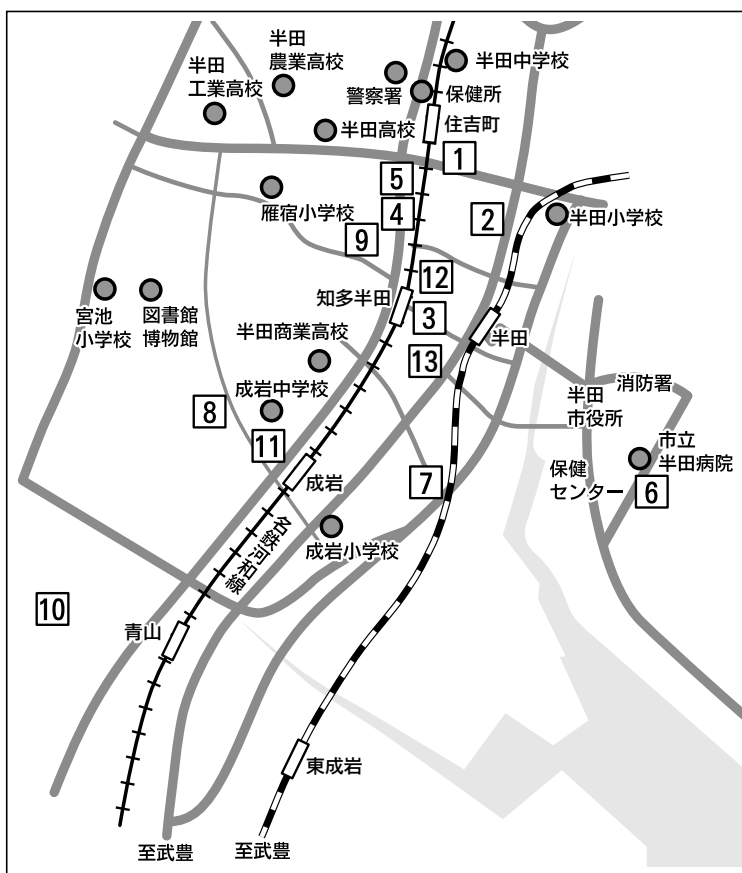 半田
農業高校
半田
工業高校
半田中学校
警察署
保健所
半田高校
住吉町
1
5
雁宿小学校
4
2
半田小学校
9
12
宮池
小学校
図書館
博物館
知多半田
3
半田
半田商業高校
13
成岩中学校
8
11
半田
市役所
消防署
市立
半田病院
保健
センター
6
7
成岩
名鉄河和線
成岩小学校
10
青山
東成岩
至武豊
至武豊